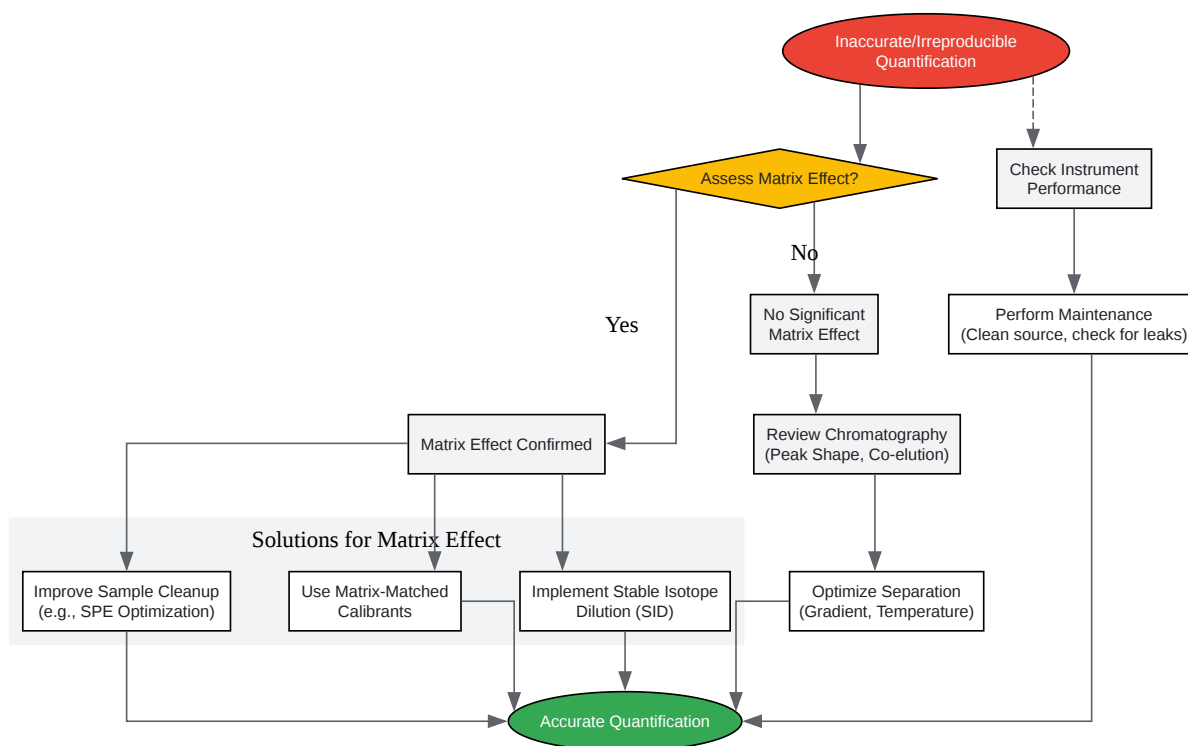 Inaccurate/Irreproducible
Quantification
Assess Matrix Effect?
Check Instrument
Performance
No
Yes
No Significant
Matrix Effect
Perform Maintenance
(Clean source, check for leaks)
Matrix Effect Confirmed
Review Chromatography
(Peak Shape, Co-elution)
Solutions for Matrix Effect
Improve Sample Cleanup
(e.g., SPE Optimization)
Use Matrix-Matched
Calibrants
Implement Stable Isotope
Dilution (SID)
Optimize Separation
(Gradient, Temperature)
Accurate Quantification